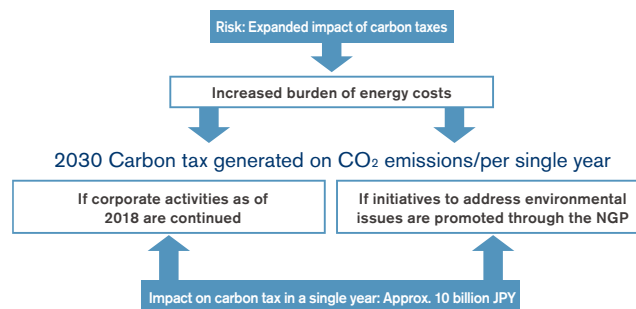 Risk: Expanded impact of carbon taxes
Increased burden of energy costs
2030 Carbon tax generated on CO₂ emissions/per single year
If corporate activities as of
2018 are continued
If initiatives to address environmental
issues are promoted through the NGP
Impact on carbon tax in a single year: Approx. 10 billion JPY